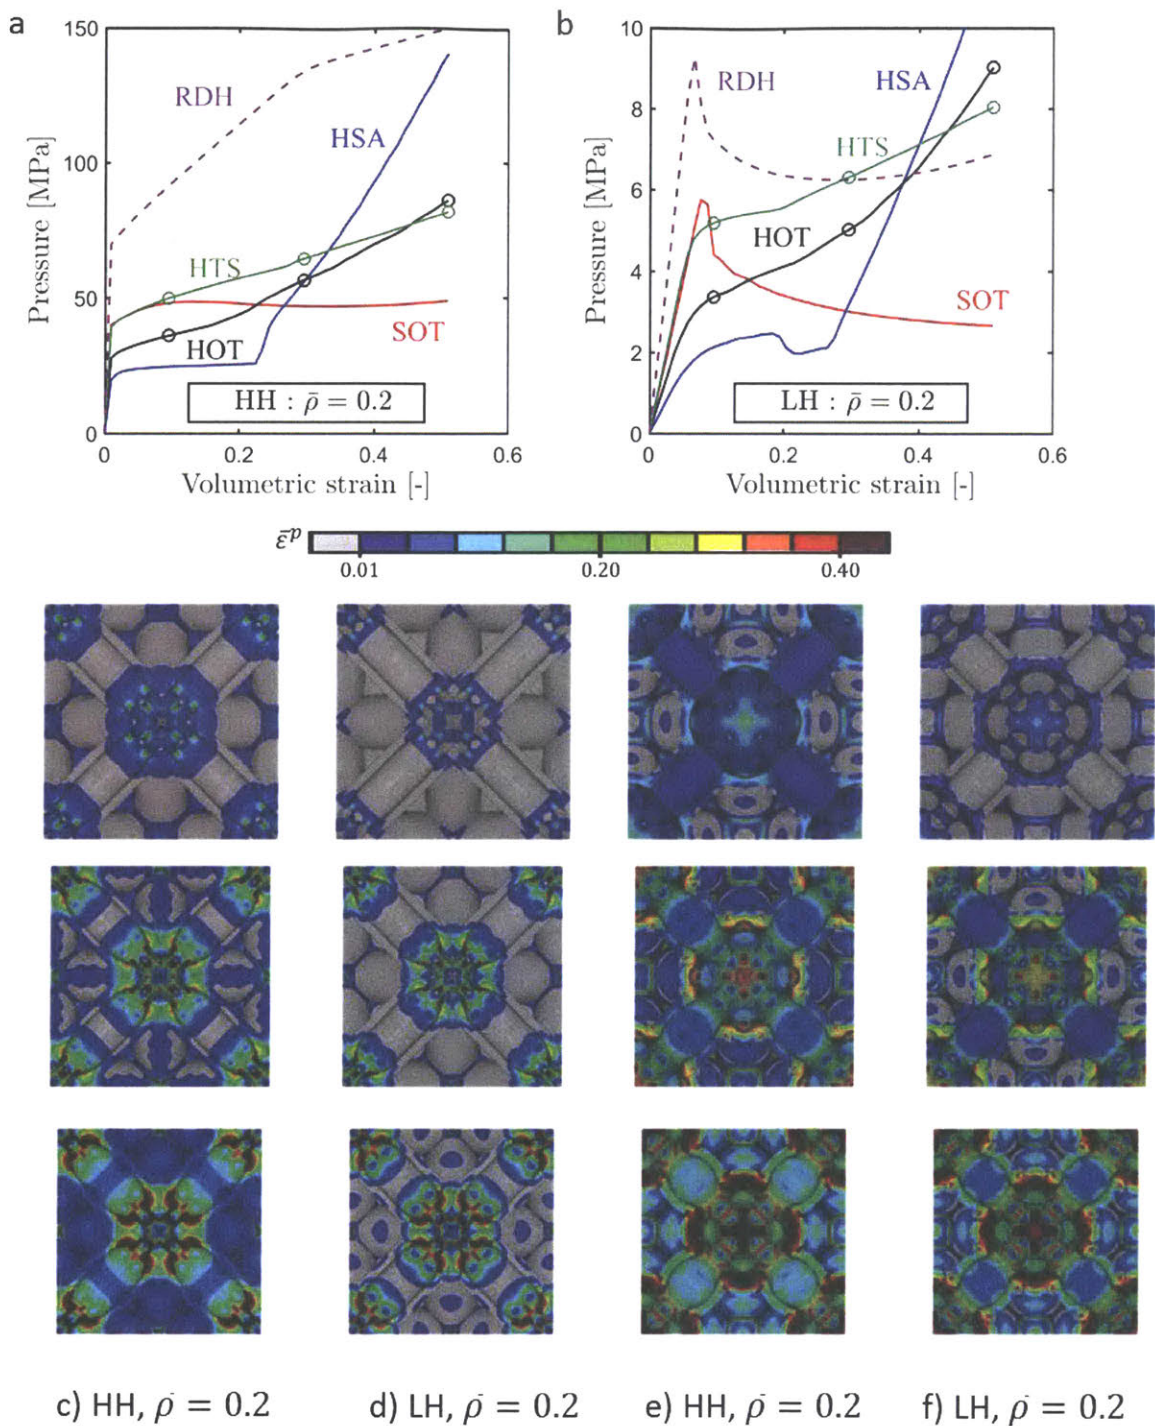 a
150
100
50
0
Pressure [MPa]
RDH
HSA
HTS
HOT
SOT
HH : ρ̄ = 0.2
0 0.2 0.4 0.6
Volumetric strain [-]
b
10
8
6
4
2
0
Pressure [MPa]
RDH
HSA
HTS
HOT
SOT
LH : ρ̄ = 0.2
0 0.2 0.4 0.6
Volumetric strain [-]
ε̄ᵖ
0.01 0.20 0.40
c) HH, ρ̄ = 0.2 d) LH, ρ̄ = 0.2 e) HH, ρ̄ = 0.2 f) LH, ρ̄ = 0.2